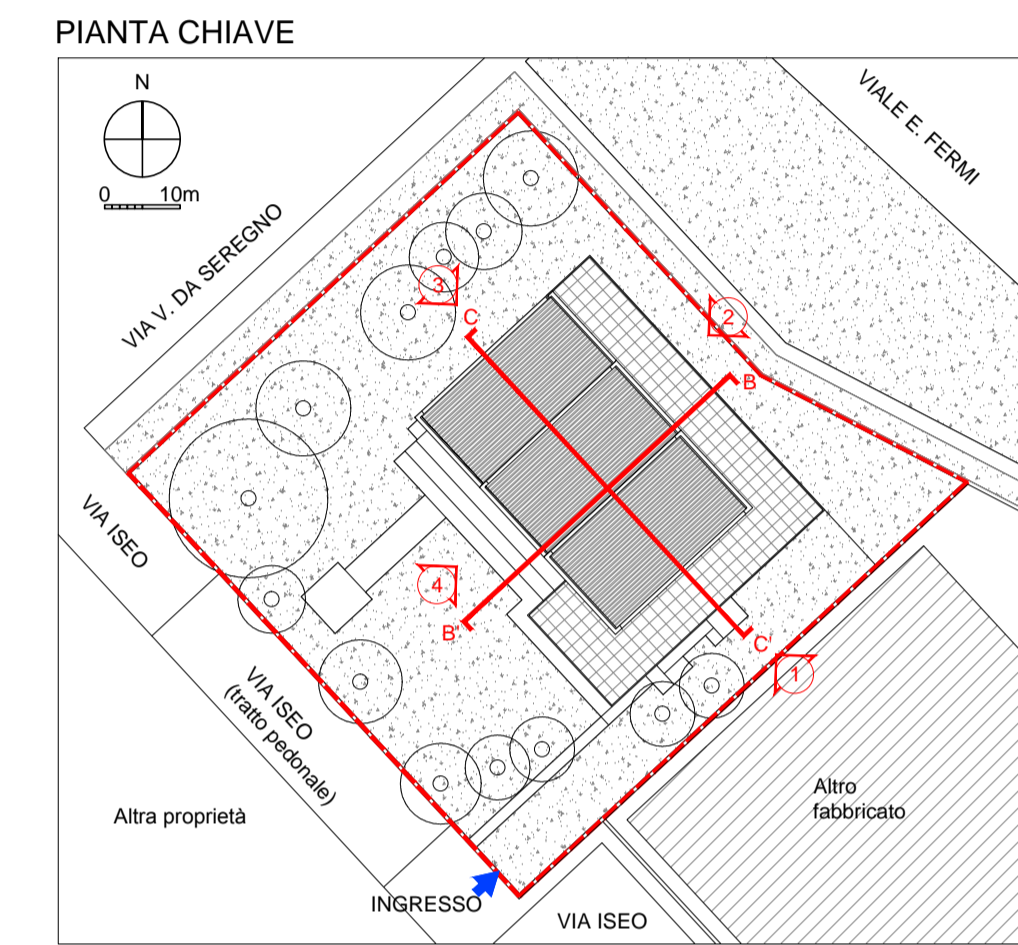 PIANTA CHIAVE
N
0 10m
VIA V. DA SEREGNO
VIALE E. FERMI
3
2
C
B
VIA ISEO
4
B'
C'
1
VIA ISEO
(tratto pedonale)
Altra proprietà
Altro
fabbricato
INGRESSO
VIA ISEO